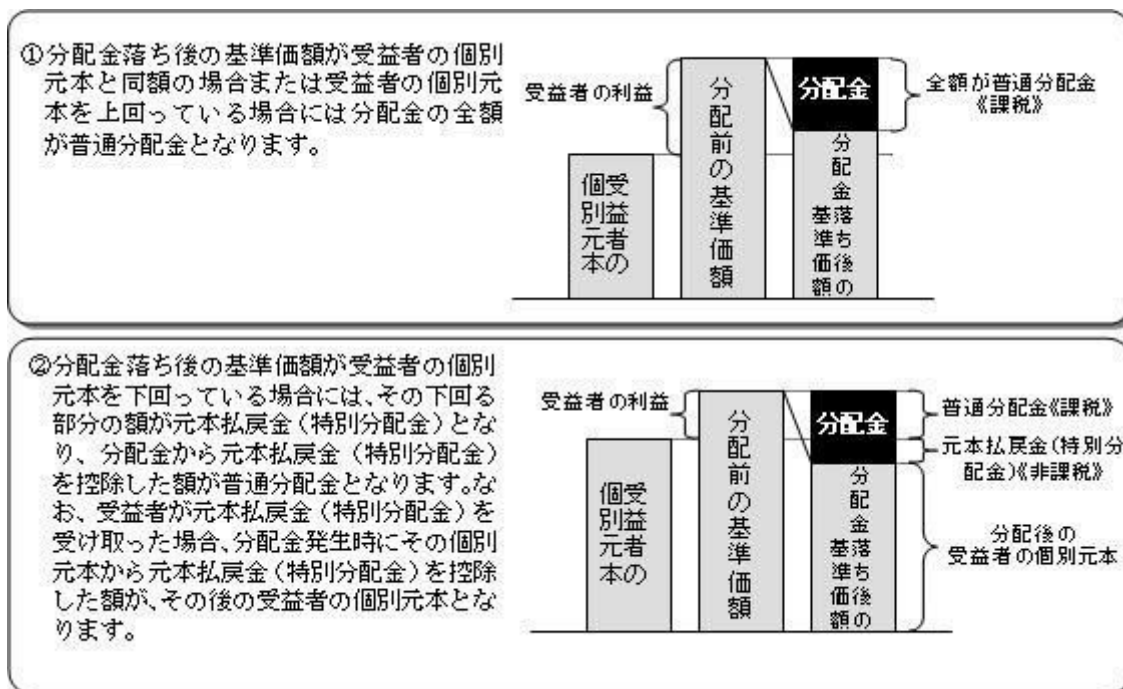 ①分配金落ち後の基準価額が受益者の個別
元本と同額の場合または受益者の個別元
本を上回っている場合には分配金の全額
が普通分配金となります。
受益者の利益
受益者の
個別元本
分配前の基準価額
分配金
分配金落ち後の
基準価額
全額が普通分配金
《課税》
②分配金落ち後の基準価額が受益者の個別
元本を下回っている場合には、その下回る
部分の額が元本払戻金（特別分配金）とな
り、分配金から元本払戻金（特別分配金）
を控除した額が普通分配金となります。な
お、受益者が元本払戻金（特別分配金）を
受け取った場合、分配金発生時にその個別
元本から元本払戻金（特別分配金）を控除
した額が、その後の受益者の個別元本とな
ります。
受益者の利益
受益者の
個別元本
分配前の基準価額
分配金
分配金落ち後の
基準価額
普通分配金《課税》
元本払戻金（特別分
配金）《非課税》
分配後の
受益者の個別元本